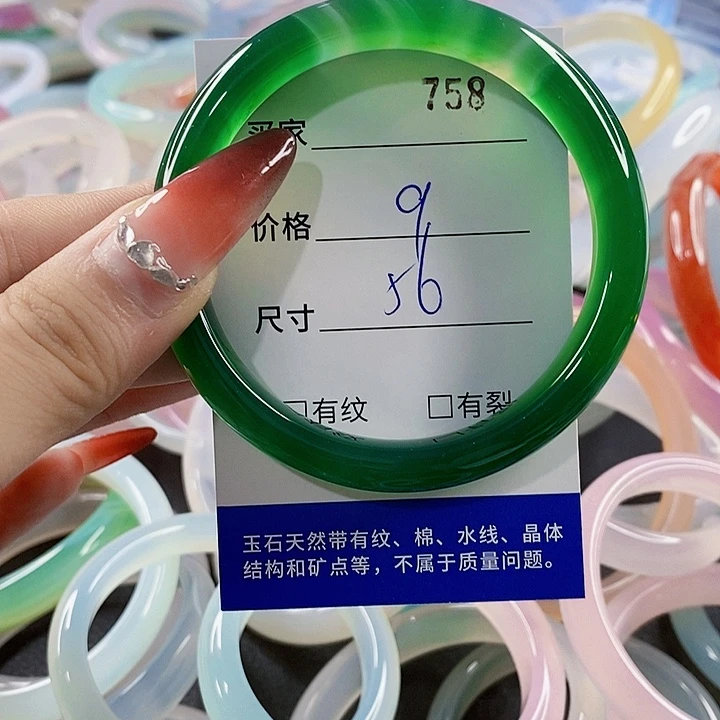 758
买家
价格 9
尺寸 56
□有纹 □有裂
玉石天然带有纹、棉、水线、晶体
结构和矿点等，不属于质量问题。